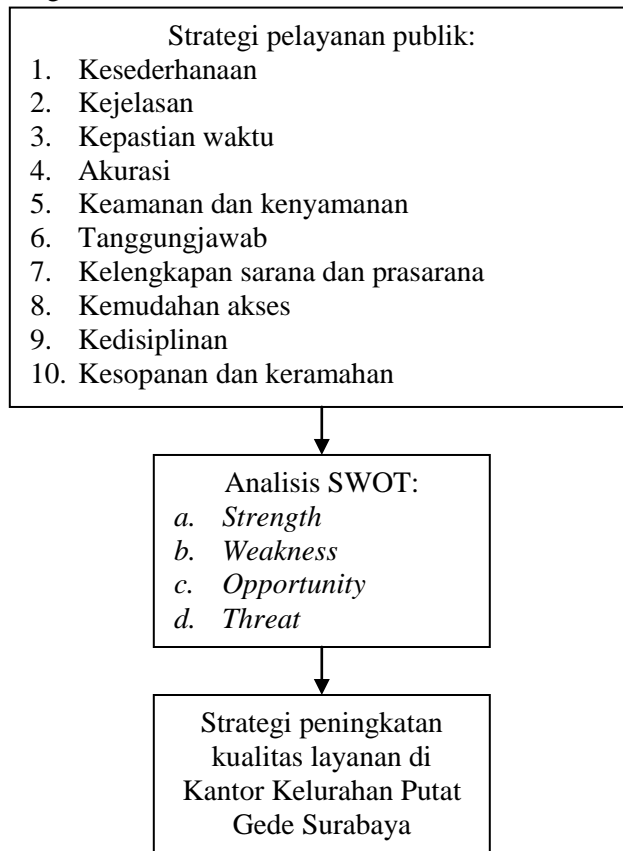 Strategi pelayanan publik:
1. Kesederhanaan
2. Kejelasan
3. Kepastian waktu
4. Akurasi
5. Keamanan dan kenyamanan
6. Tanggungjawab
7. Kelengkapan sarana dan prasarana
8. Kemudahan akses
9. Kedisiplinan
10. Kesopanan dan keramahan
Analisis SWOT:
a. Strength
b. Weakness
c. Opportunity
d. Threat
Strategi peningkatan
kualitas layanan di
Kantor Kelurahan Putat
Gede Surabaya